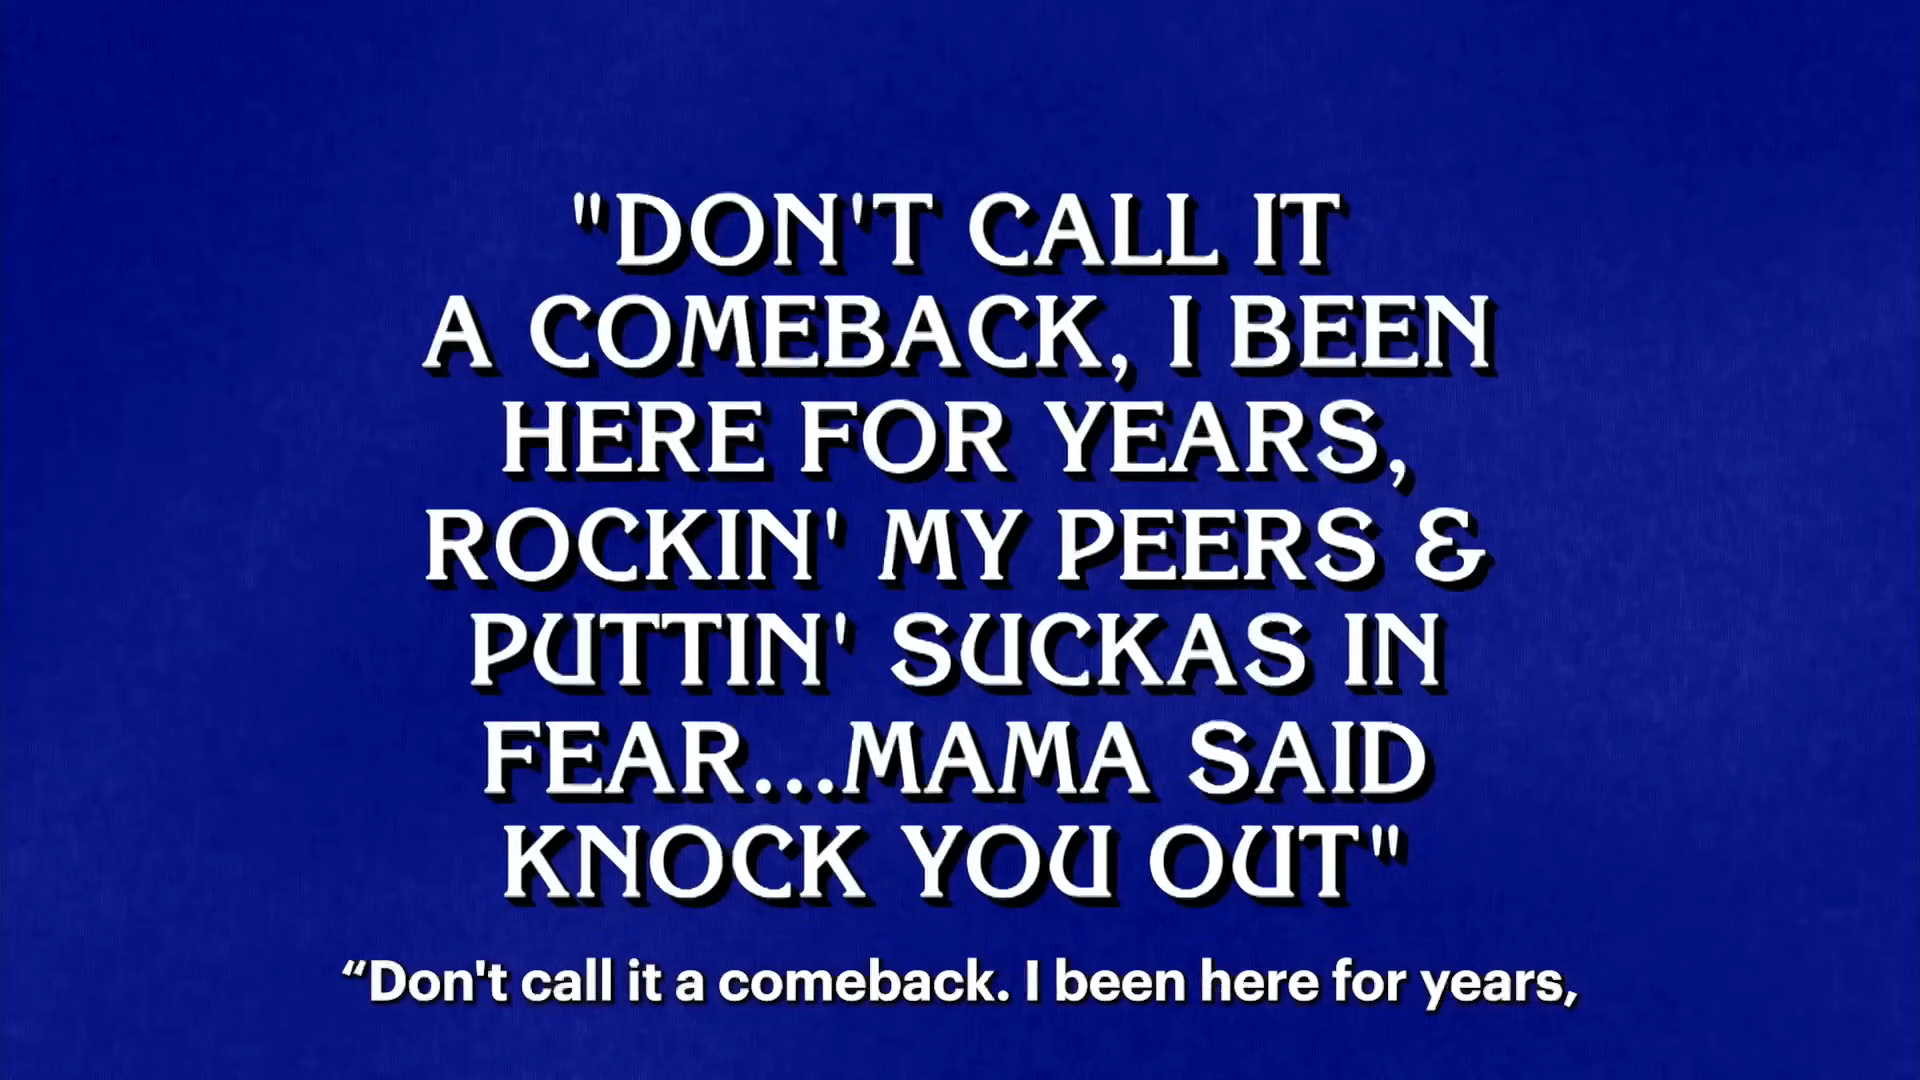 "DON'T CALL IT
A COMEBACK, I BEEN
HERE FOR YEARS,
ROCKIN' MY PEERS &
PUTTIN' SUCKAS IN
FEAR...MAMA SAID
KNOCK YOU OUT"
“Don't call it a comeback. I been here for years,